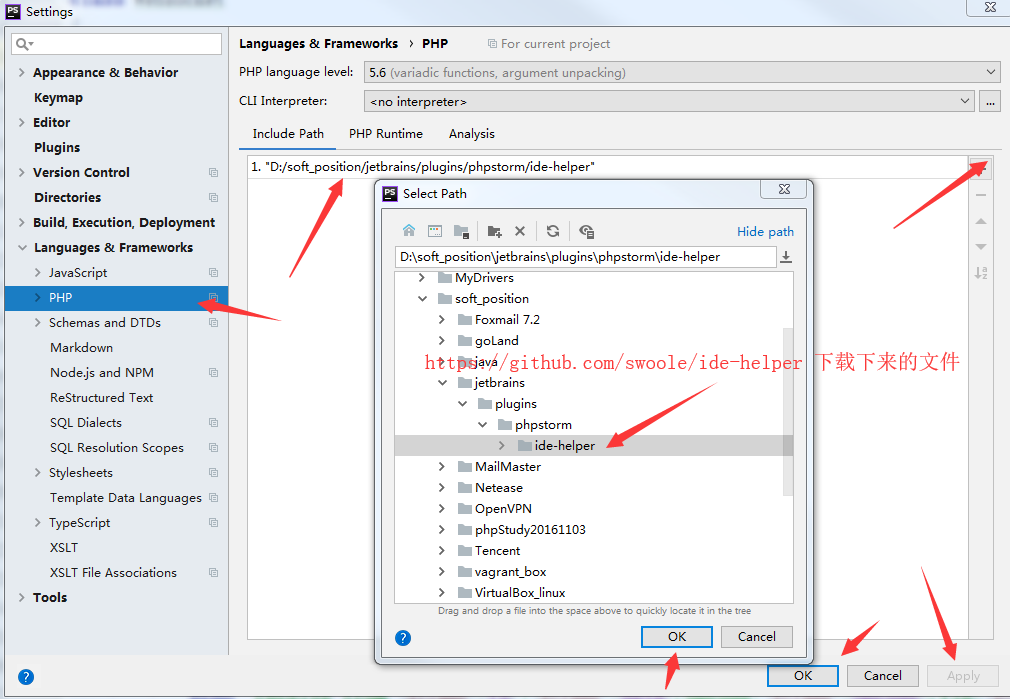 PS Settings
Languages & Frameworks › PHP
For current project
PHP language level:
5.6 (variadic functions, argument unpacking)
CLI Interpreter:
<no interpreter>
...
Include Path
PHP Runtime
Analysis
1. "D:/soft_position/jetbrains/plugins/phpstorm/ide-helper"
Appearance & Behavior
Keymap
Editor
Plugins
Version Control
Directories
Build, Execution, Deployment
Languages & Frameworks
JavaScript
PHP
Schemas and DTDs
Markdown
Node.js and NPM
ReStructured Text
SQL Dialects
SQL Resolution Scopes
Stylesheets
Template Data Languages
TypeScript
XSLT
XSLT File Associations
Tools
PS Select Path
Hide path
D:\soft_position\jetbrains\plugins\phpstorm\ide-helper
MyDrivers
soft_position
Foxmail 7.2
goLand
java
https://github.com/swoole/ide-helper 下载下来的文件
jetbrains
plugins
phpstorm
ide-helper
MailMaster
Netease
OpenVPN
phpStudy20161103
Tencent
vagrant_box
VirtualBox_linux
Drag and drop a file into the space above to quickly locate it in the tree
?
OK
Cancel
?
OK
Cancel
Apply